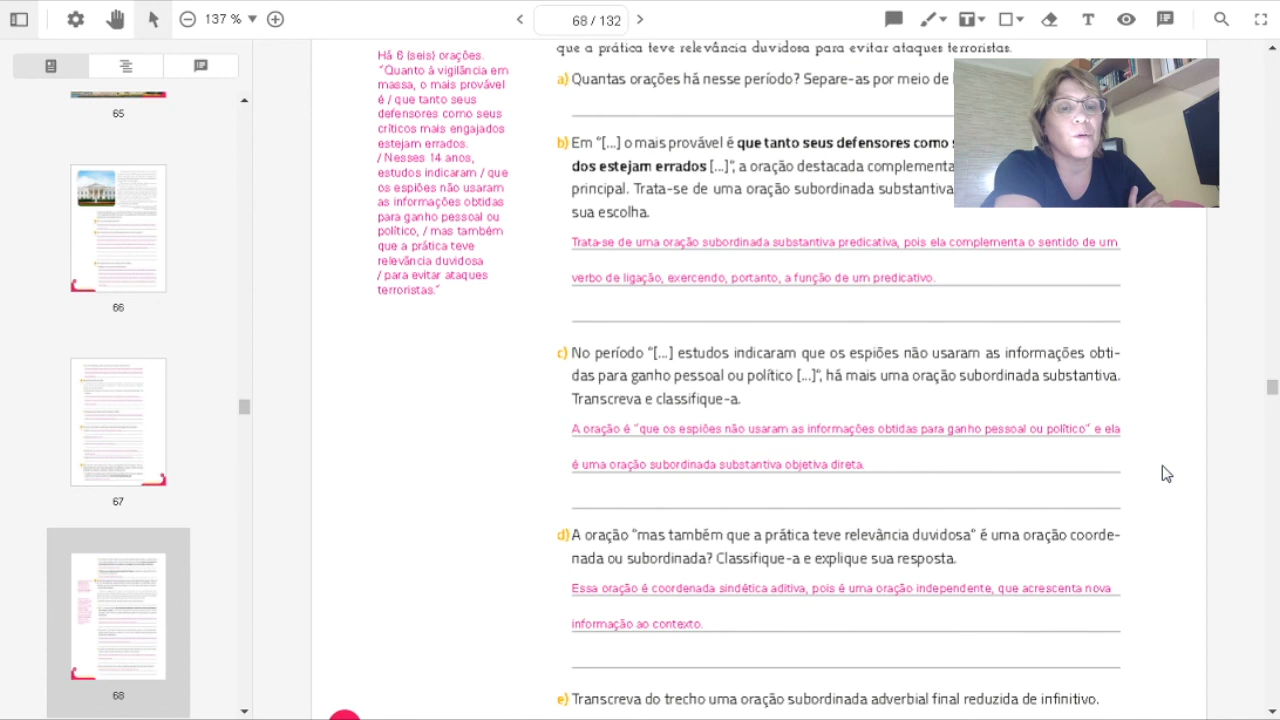 137 %
68 / 132
65
66
67
68
Há 6 (seis) orações.
"Quanto à vigilância em
massa, o mais provável
é / que tanto seus
defensores como seus
críticos mais engajados
estejam errados.
/ Nesses 14 anos,
estudos indicaram / que
os espiões não usaram
as informações obtidas
para ganho pessoal ou
político, / mas também
que a prática teve
relevância duvidosa
/ para evitar ataques
terroristas."
que a prática teve relevância duvidosa para evitar ataques terroristas.
a) Quantas orações há nesse período? Separe-as por meio de
b) Em "[...] o mais provável é que tanto seus defensores como
dos estejam errados [...]", a oração destacada complementa
principal. Trata-se de uma oração subordinada substantiva
sua escolha.
Trata-se de uma oração subordinada substantiva predicativa, pois ela complementa o sentido de um
verbo de ligação, exercendo, portanto, a função de um predicativo.
c) No período "[...] estudos indicaram que os espiões não usaram as informações obti-
das para ganho pessoal ou político [...]", há mais uma oração subordinada substantiva.
Transcreva e classifique-a.
A oração é "que os espiões não usaram as informações obtidas para ganho pessoal ou político" e ela
é uma oração subordinada substantiva objetiva direta.
d) A oração "mas também que a prática teve relevância duvidosa" é uma oração coorde-
nada ou subordinada? Classifique-a e explique sua resposta.
Essa oração é coordenada sindética aditiva, pois é uma oração independente, que acrescenta nova
informação ao contexto.
e) Transcreva do trecho uma oração subordinada adverbial final reduzida de infinitivo.